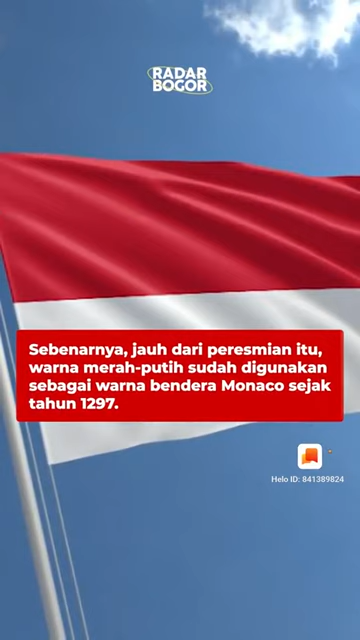 RADAR
BOGOR
Sebenarnya, jauh dari peresmian itu,
warna merah-putih sudah digunakan
sebagai warna bendera Monaco sejak
tahun 1297.
Helo ID: 841389824